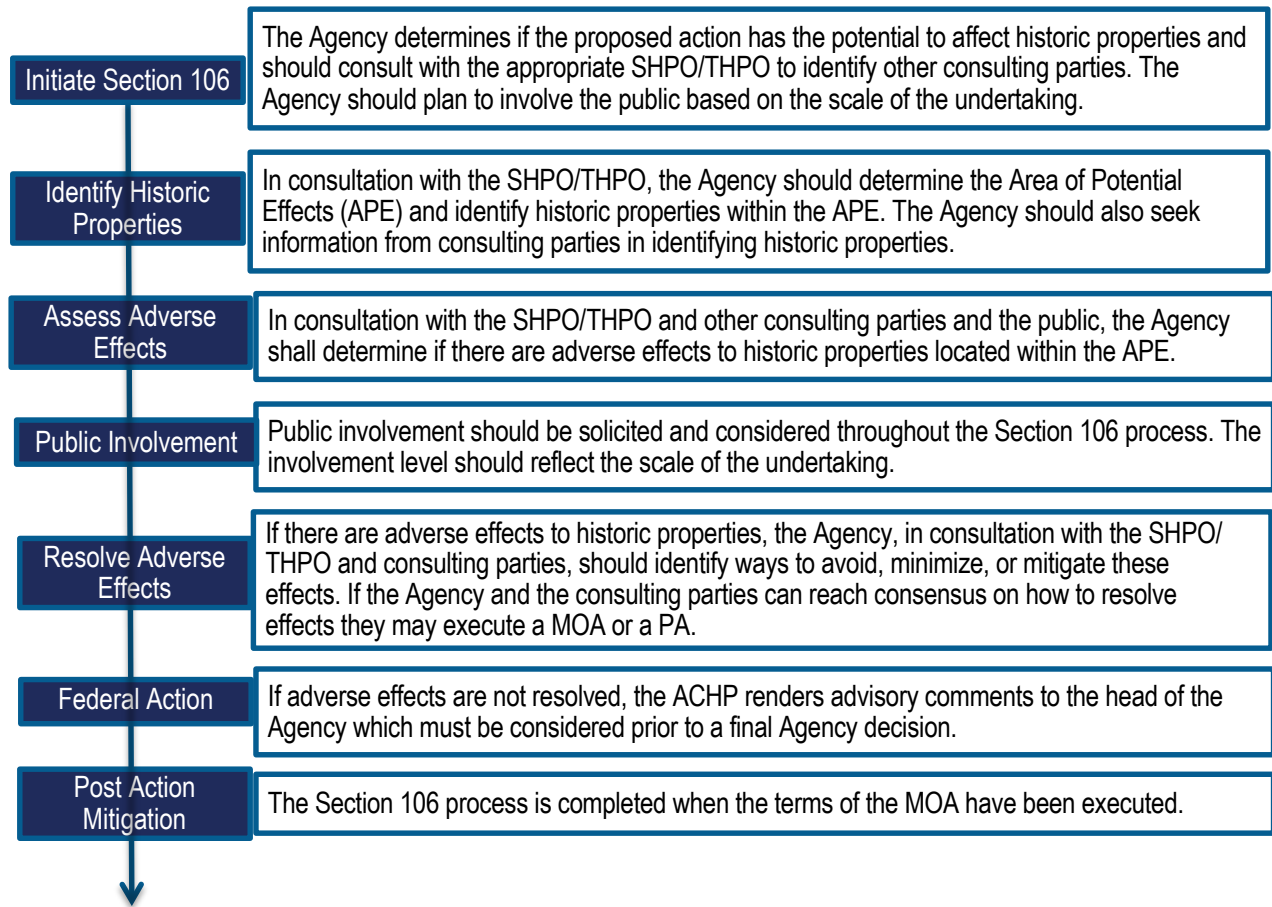 Initiate Section 106
The Agency determines if the proposed action has the potential to affect historic properties and
should consult with the appropriate SHPO/THPO to identify other consulting parties. The
Agency should plan to involve the public based on the scale of the undertaking.
Identify Historic
Properties
In consultation with the SHPO/THPO, the Agency should determine the Area of Potential
Effects (APE) and identify historic properties within the APE. The Agency should also seek
information from consulting parties in identifying historic properties.
Assess Adverse
Effects
In consultation with the SHPO/THPO and other consulting parties and the public, the Agency
shall determine if there are adverse effects to historic properties located within the APE.
Public Involvement
Public involvement should be solicited and considered throughout the Section 106 process. The
involvement level should reflect the scale of the undertaking.
Resolve Adverse
Effects
If there are adverse effects to historic properties, the Agency, in consultation with the SHPO/
THPO and consulting parties, should identify ways to avoid, minimize, or mitigate these
effects. If the Agency and the consulting parties can reach consensus on how to resolve
effects they may execute a MOA or a PA.
Federal Action
If adverse effects are not resolved, the ACHP renders advisory comments to the head of the
Agency which must be considered prior to a final Agency decision.
Post Action
Mitigation
The Section 106 process is completed when the terms of the MOA have been executed.